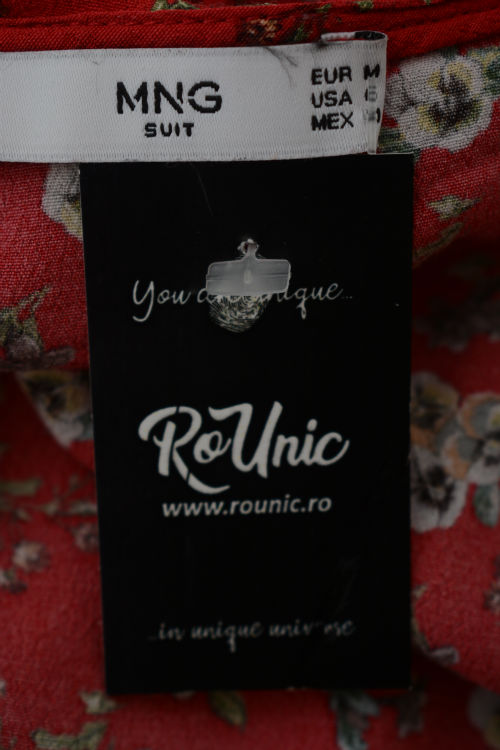 MNG
SUIT
EUR M
USA
MEX
You
RoUnic
www.rounic.ro
...in unique universe